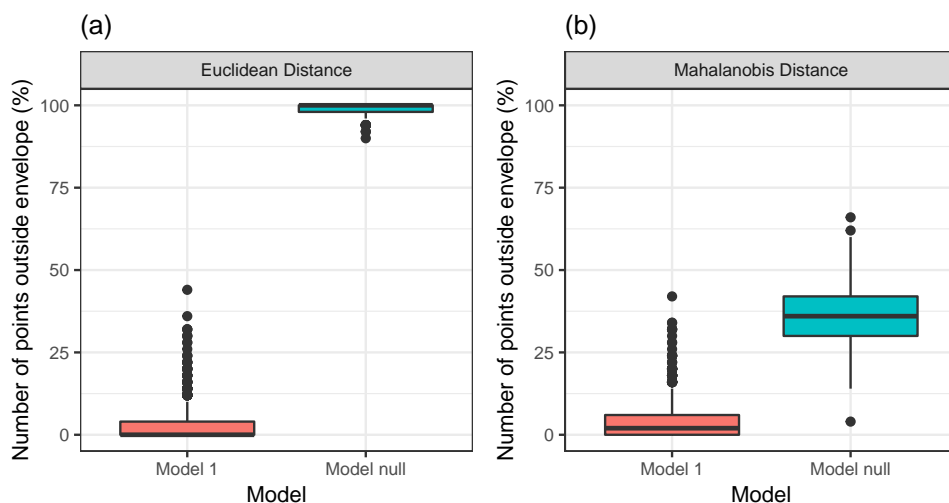 (a)
Euclidean Distance
Number of points outside envelope (%)
100
75
50
25
0
Model 1
Model null
Model
(b)
Mahalanobis Distance
Number of points outside envelope (%)
100
75
50
25
0
Model 1
Model null
Model